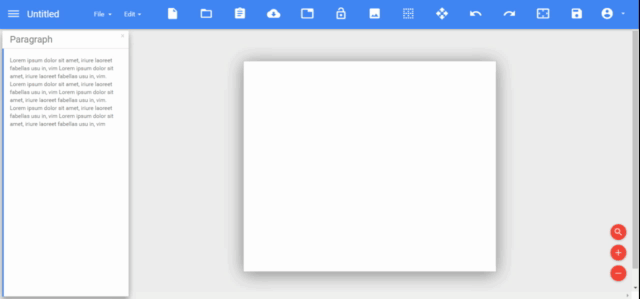 Untitled
File
Edit
Paragraph
Lorem ipsum dolor sit amet, iriure laoreet
fabellas usu in, vim Lorem ipsum dolor sit
amet, iriure laoreet fabellas usu in, vim.
Lorem ipsum dolor sit amet, iriure laoreet
fabellas usu in, vim Lorem ipsum dolor sit
amet, iriure laoreet fabellas usu in, vim.
Lorem ipsum dolor sit amet, iriure laoreet
fabellas usu in, vim Lorem ipsum dolor sit
amet, iriure laoreet fabellas usu in, vim